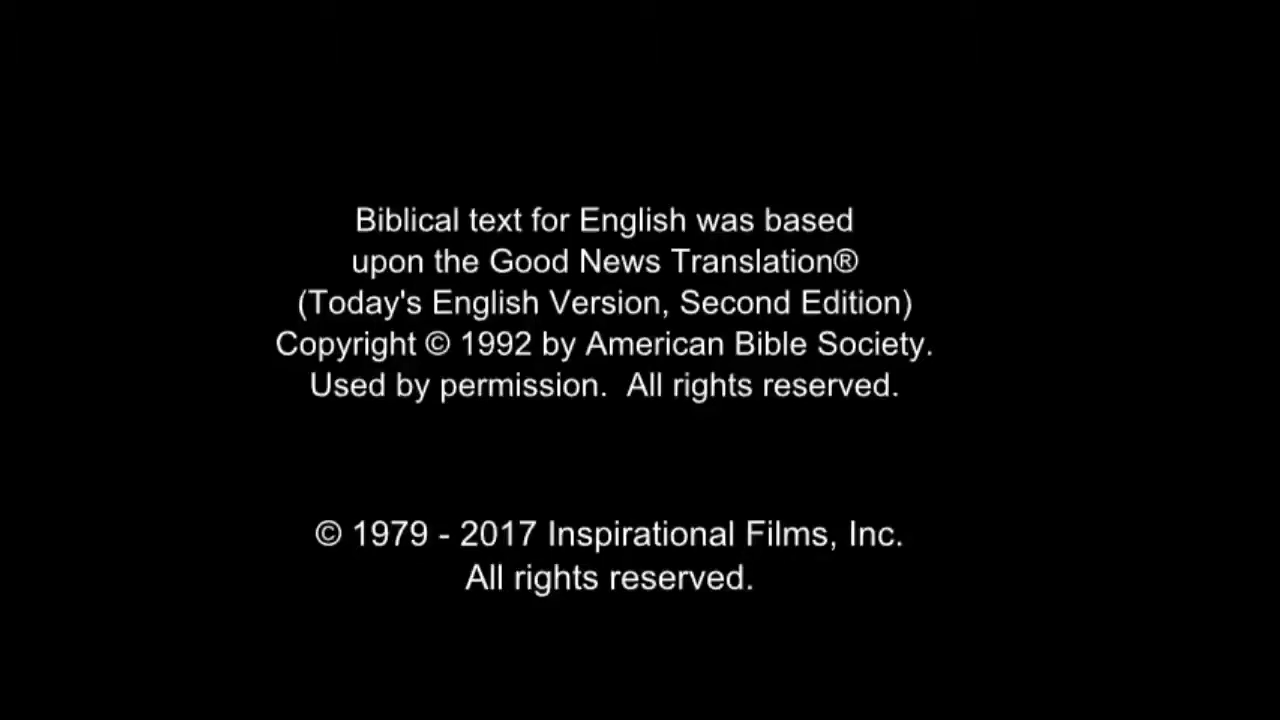 Biblical text for English was based
upon the Good News Translation®
(Today's English Version, Second Edition)
Copyright © 1992 by American Bible Society.
Used by permission.  All rights reserved.
© 1979 - 2017 Inspirational Films, Inc.
All rights reserved.